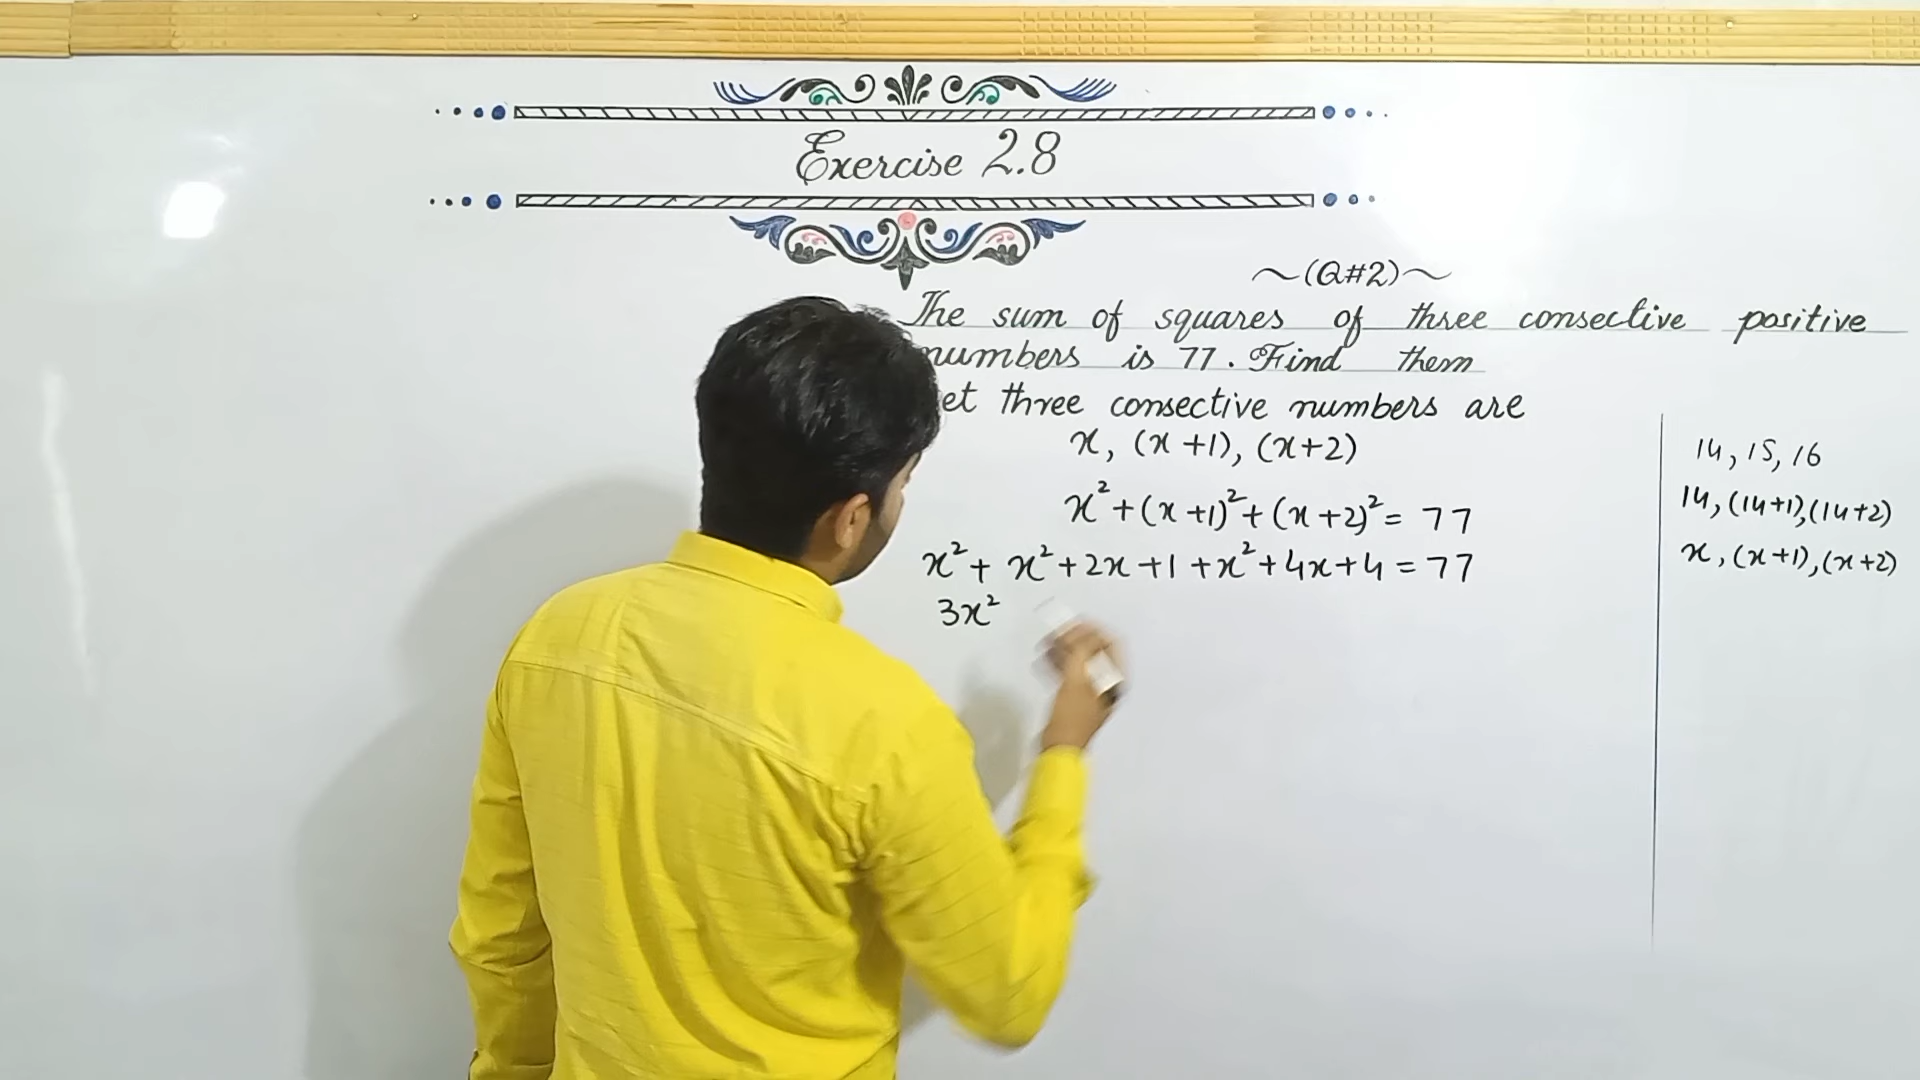 Exercise 2.8
~(Q#2)~
The sum of squares of three consective positive
numbers is 77. Find them
et three consective numbers are
x, (x+1), (x+2)
x²+(x+1)²+(x+2)²= 77
x²+ x²+2x+1+x²+4x+4=77
3x²
14, 15, 16
14, (14+1), (14+2)
x, (x+1), (x+2)